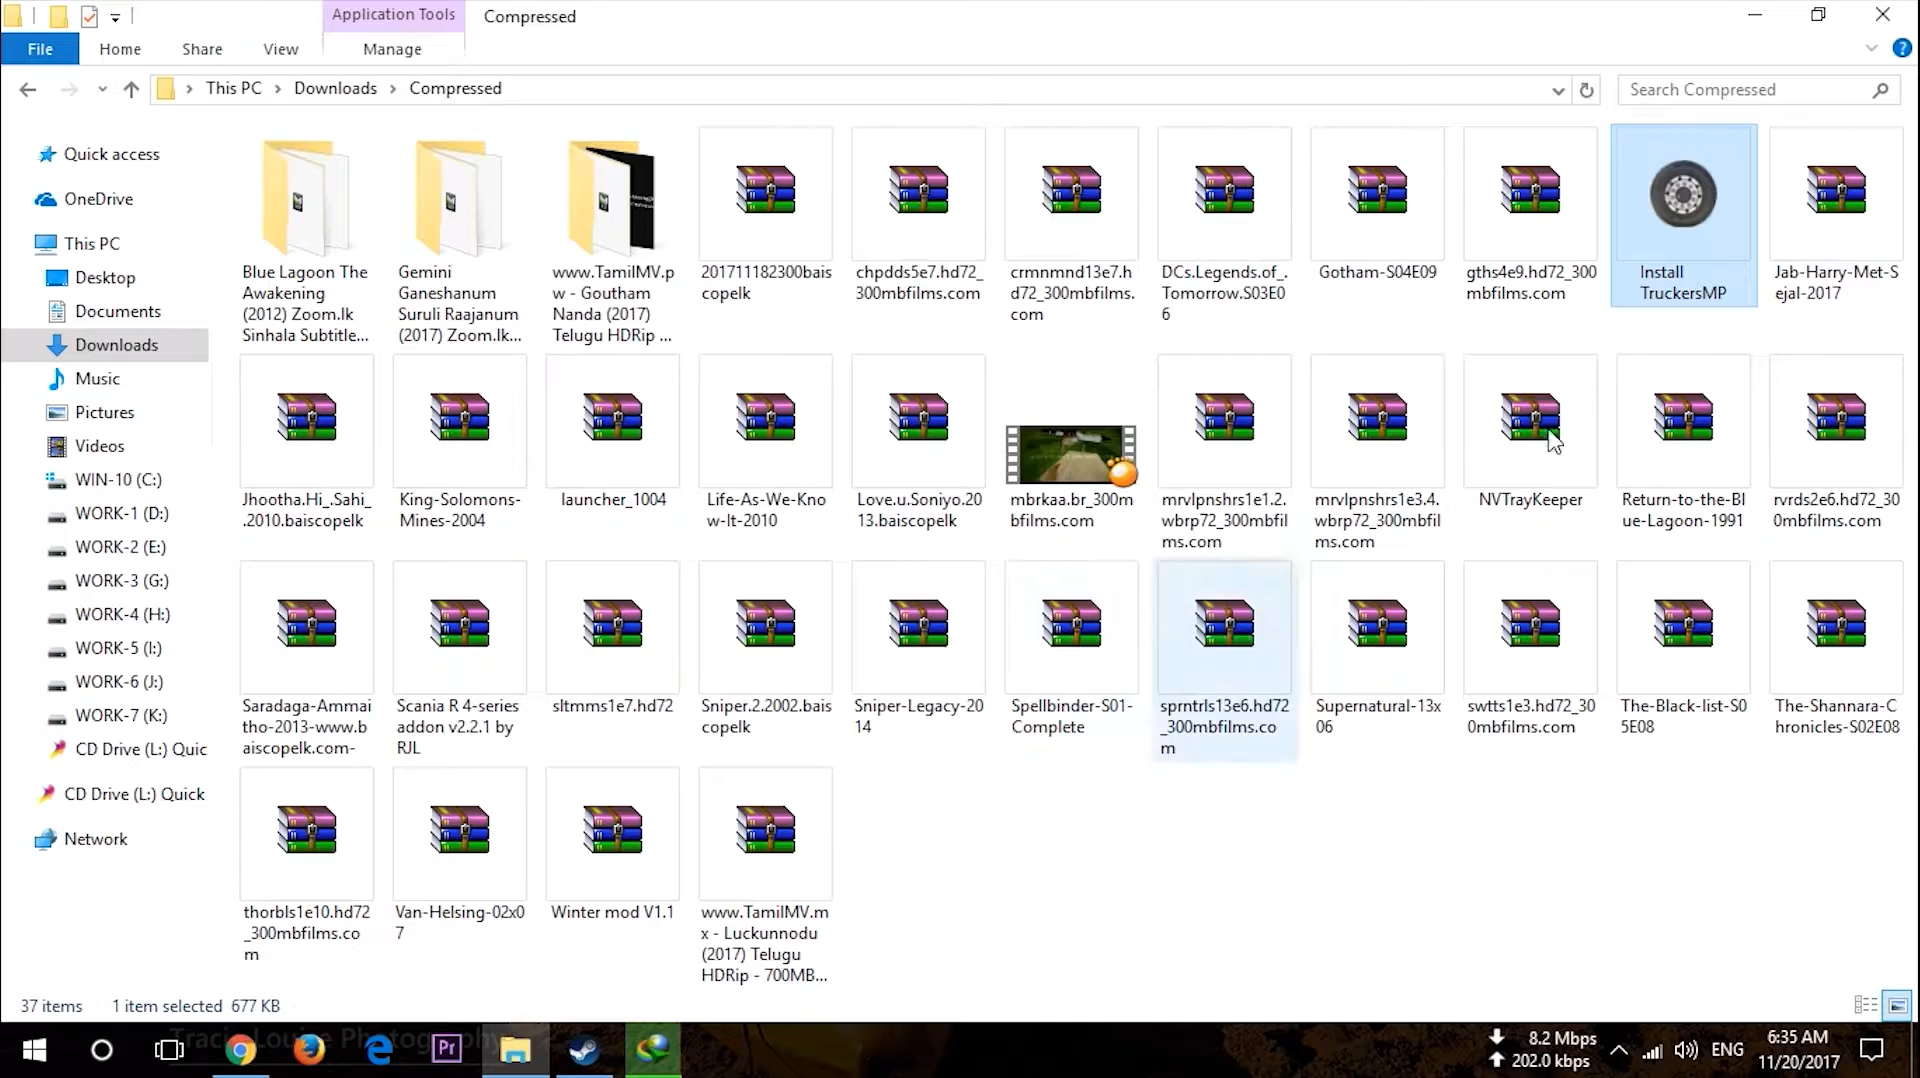 Application Tools
Compressed
File
Home
Share
View
Manage
This PC
Downloads
Compressed
Search Compressed
Quick access
OneDrive
This PC
Desktop
Documents
Downloads
Music
Pictures
Videos
WIN-10 (C:)
WORK-1 (D:)
WORK-2 (E:)
WORK-3 (G:)
WORK-4 (H:)
WORK-5 (I:)
WORK-6 (J:)
WORK-7 (K:)
CD Drive (L:) Quic
CD Drive (L:) Quick
Network
Blue Lagoon The
Awakening
(2012) Zoom.lk
Sinhala Subtitle...
Gemini
Ganeshanum
Suruli Raajanum
(2017) Zoom.lk...
www.TamilMV.p
w - Goutham
Nanda (2017)
Telugu HDRip ...
201711182300bais
copelk
chpdds5e7.hd72_
300mbfilms.com
crmnmnd13e7.h
d72_300mbfilms.
com
DCs.Legends.of_.
Tomorrow.S03E0
6
Gotham-S04E09
gths4e9.hd72_300
mbfilms.com
Install
TruckersMP
Jab-Harry-Met-S
ejal-2017
Jhootha.Hi_.Sahi_
.2010.baiscopelk
King-Solomons-
Mines-2004
launcher_1004
Life-As-We-Kno
w-It-2010
Love.u.Soniyo.20
13.baiscopelk
mbrkaa.br_300m
bfilms.com
mrvlpnshrs1e1.2.
wbrp72_300mbfil
ms.com
mrvlpnshrs1e3.4.
wbrp72_300mbfil
ms.com
NVTrayKeeper
Return-to-the-Bl
ue-Lagoon-1991
rvrds2e6.hd72_30
0mbfilms.com
Saradaga-Ammai
tho-2013-www.b
aiscopelk.com-
Scania R 4-series
addon v2.2.1 by
RJL
sltmms1e7.hd72
Sniper.2.2002.bais
copelk
Sniper-Legacy-20
14
Spellbinder-S01-
Complete
sprntrls13e6.hd72
_300mbfilms.co
m
Supernatural-13x
06
swtts1e3.hd72_30
0mbfilms.com
The-Black-list-S0
5E08
The-Shannara-C
hronicles-S02E08
thorbls1e10.hd72
_300mbfilms.co
m
Van-Helsing-02x0
7
Winter mod V1.1
www.TamilMV.m
x - Luckunnodu
(2017) Telugu
HDRip - 700MB...
37 items
1 item selected 677 KB
Pr
8.2 Mbps
202.0 kbps
ENG
6:35 AM
11/20/2017